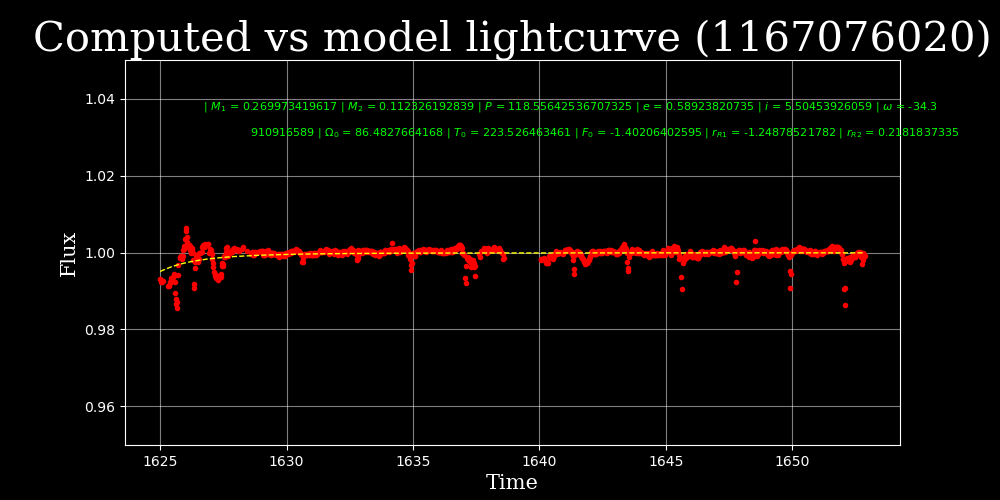 Computed vs model lightcurve (1167076020)
| M₁ = 0.269973419617 | M₂ = 0.112326192839 | P = 118.55642536707325 | e = 0.58923820735 | i = 5.50453926059 | ω = -34.3
910916589 | Ω₀ = 86.4827664168 | T₀ = 223.526463461 | F₀ = -1.40206402595 | r_R1 = -1.24878521782 | r_R2 = 0.2181837335
1.04
1.02
1.00
0.98
0.96
Flux
1625 1630 1635 1640 1645 1650
Time